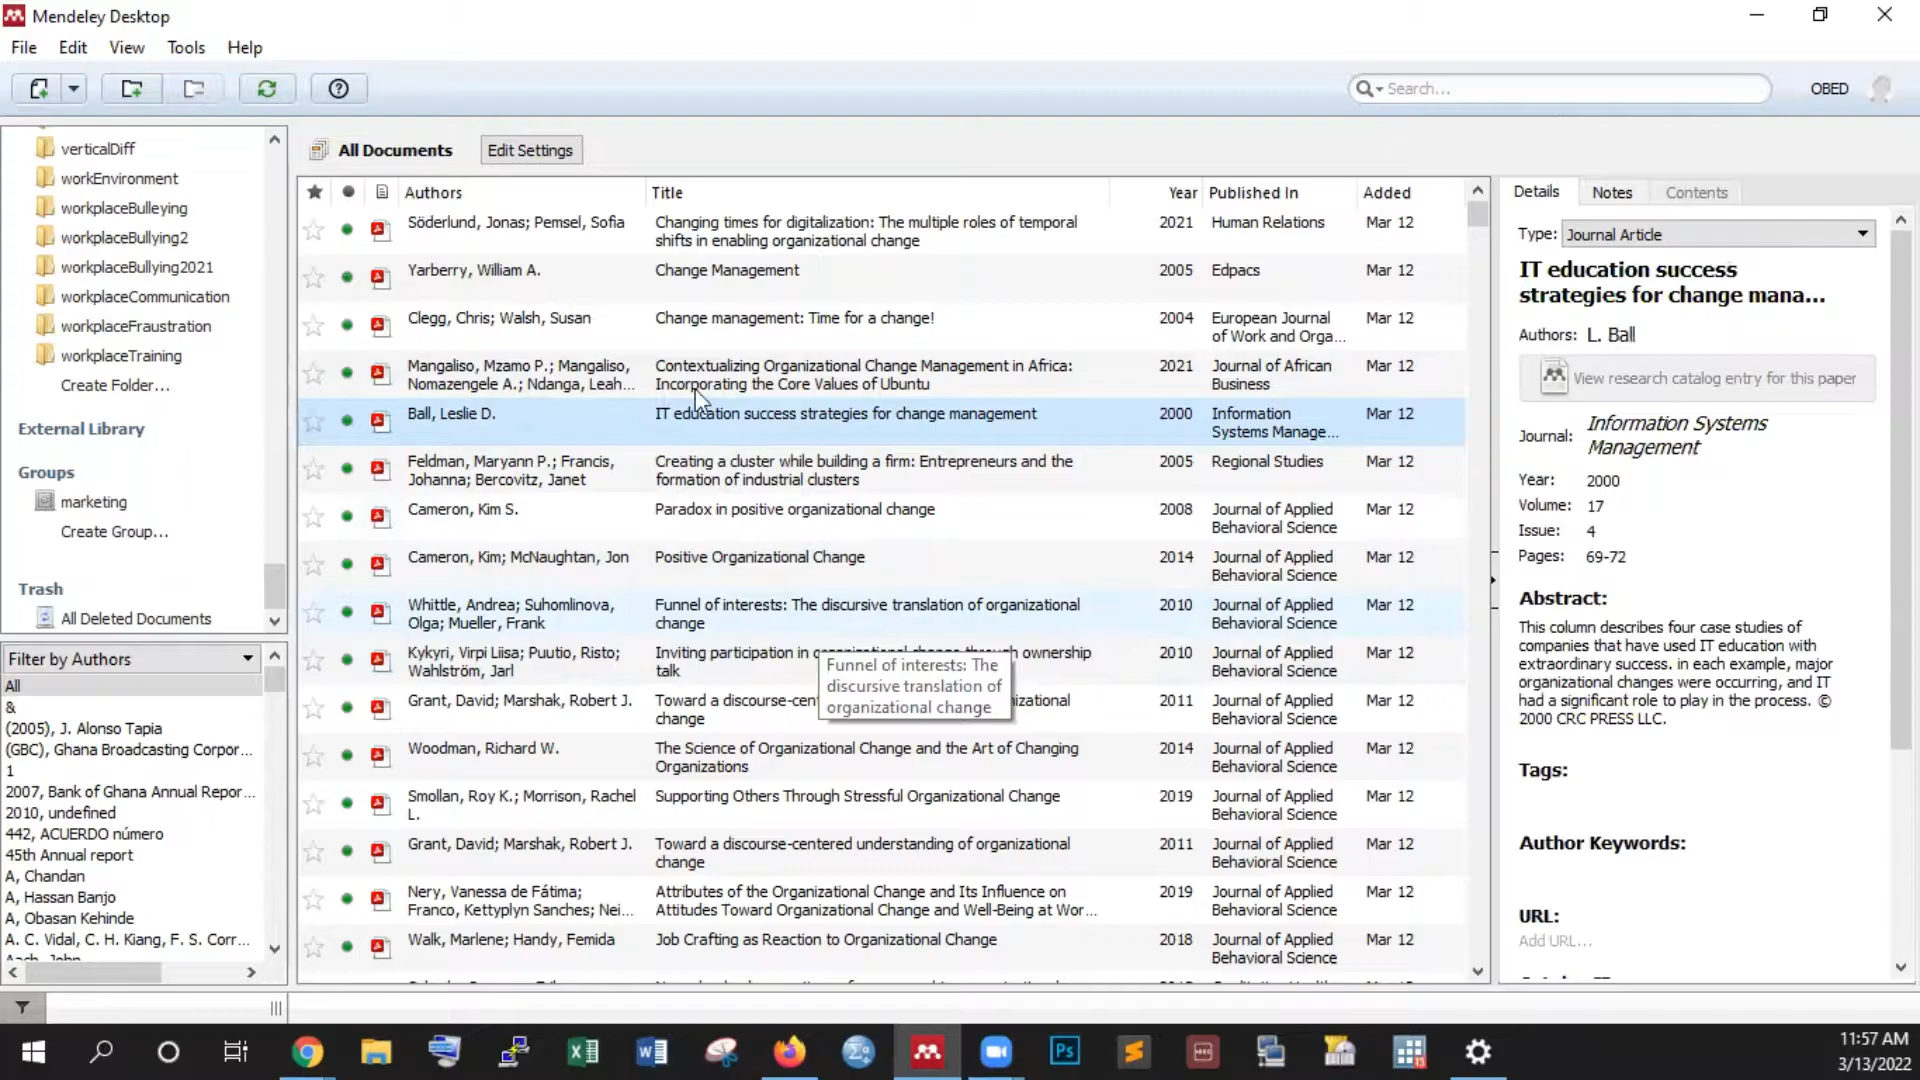 Mendeley Desktop
File Edit View Tools Help
Search...
OBED
verticalDiff
workEnvironment
workplaceBulleying
workplaceBullying2
workplaceBullying2021
workplaceCommunication
workplaceFraustration
workplaceTraining
Create Folder...
External Library
Groups
marketing
Create Group...
Trash
All Deleted Documents
Filter by Authors
All
&
(2005), J. Alonso Tapia
(GBC), Ghana Broadcasting Corpor...
1
2007, Bank of Ghana Annual Repor...
2010, undefined
442, ACUERDO número
45th Annual report
A, Chandan
A, Hassan Banjo
A, Obasan Kehinde
A. C. Vidal, C. H. Kiang, F. S. Corr...
All Documents Edit Settings
Authors Title Year Published In Added
Söderlund, Jonas; Pemsel, Sofia Changing times for digitalization: The multiple roles of temporal 2021 Human Relations Mar 12
shifts in enabling organizational change
Yarberry, William A. Change Management 2005 Edpacs Mar 12
Clegg, Chris; Walsh, Susan Change management: Time for a change! 2004 European Journal Mar 12
of Work and Orga...
Mangaliso, Mzamo P.; Mangaliso, Contextualizing Organizational Change Management in Africa: 2021 Journal of African Mar 12
Nomazengele A.; Ndanga, Leah... Incorporating the Core Values of Ubuntu Business
Ball, Leslie D. IT education success strategies for change management 2000 Information Mar 12
Systems Manage...
Feldman, Maryann P.; Francis, Creating a cluster while building a firm: Entrepreneurs and the 2005 Regional Studies Mar 12
Johanna; Bercovitz, Janet formation of industrial clusters
Cameron, Kim S. Paradox in positive organizational change 2008 Journal of Applied Mar 12
Behavioral Science
Cameron, Kim; McNaughtan, Jon Positive Organizational Change 2014 Journal of Applied Mar 12
Behavioral Science
Whittle, Andrea; Suhomlinova, Funnel of interests: The discursive translation of organizational 2010 Journal of Applied Mar 12
Olga; Mueller, Frank change Behavioral Science
Kykyri, Virpi Liisa; Puutio, Risto; Inviting participation in organizational change through ownership 2010 Journal of Applied Mar 12
Wahlström, Jarl talk Behavioral Science
Funnel of interests: The
discursive translation of
organizational change
Grant, David; Marshak, Robert J. Toward a discourse-cent izational 2011 Journal of Applied Mar 12
change Behavioral Science
Woodman, Richard W. The Science of Organizational Change and the Art of Changing 2014 Journal of Applied Mar 12
Organizations Behavioral Science
Smollan, Roy K.; Morrison, Rachel Supporting Others Through Stressful Organizational Change 2019 Journal of Applied Mar 12
L. Behavioral Science
Grant, David; Marshak, Robert J. Toward a discourse-centered understanding of organizational 2011 Journal of Applied Mar 12
change Behavioral Science
Nery, Vanessa de Fátima; Attributes of the Organizational Change and Its Influence on 2019 Journal of Applied Mar 12
Franco, Kettyplyn Sanches; Nei... Attitudes Toward Organizational Change and Well-Being at Wor... Behavioral Science
Walk, Marlene; Handy, Femida Job Crafting as Reaction to Organizational Change 2018 Journal of Applied Mar 12
Behavioral Science
Details Notes Contents
Type: Journal Article
IT education success
strategies for change mana...
Authors: L. Ball
View research catalog entry for this paper
Journal: Information Systems
Management
Year: 2000
Volume: 17
Issue: 4
Pages: 69-72
Abstract:
This column describes four case studies of
companies that have used IT education with
extraordinary success. in each example, major
organizational changes were occurring, and IT
had a significant role to play in the process. ©
2000 CRC PRESS LLC.
Tags:
Author Keywords:
URL:
Add URL...
Ps
11:57 AM
3/13/2022